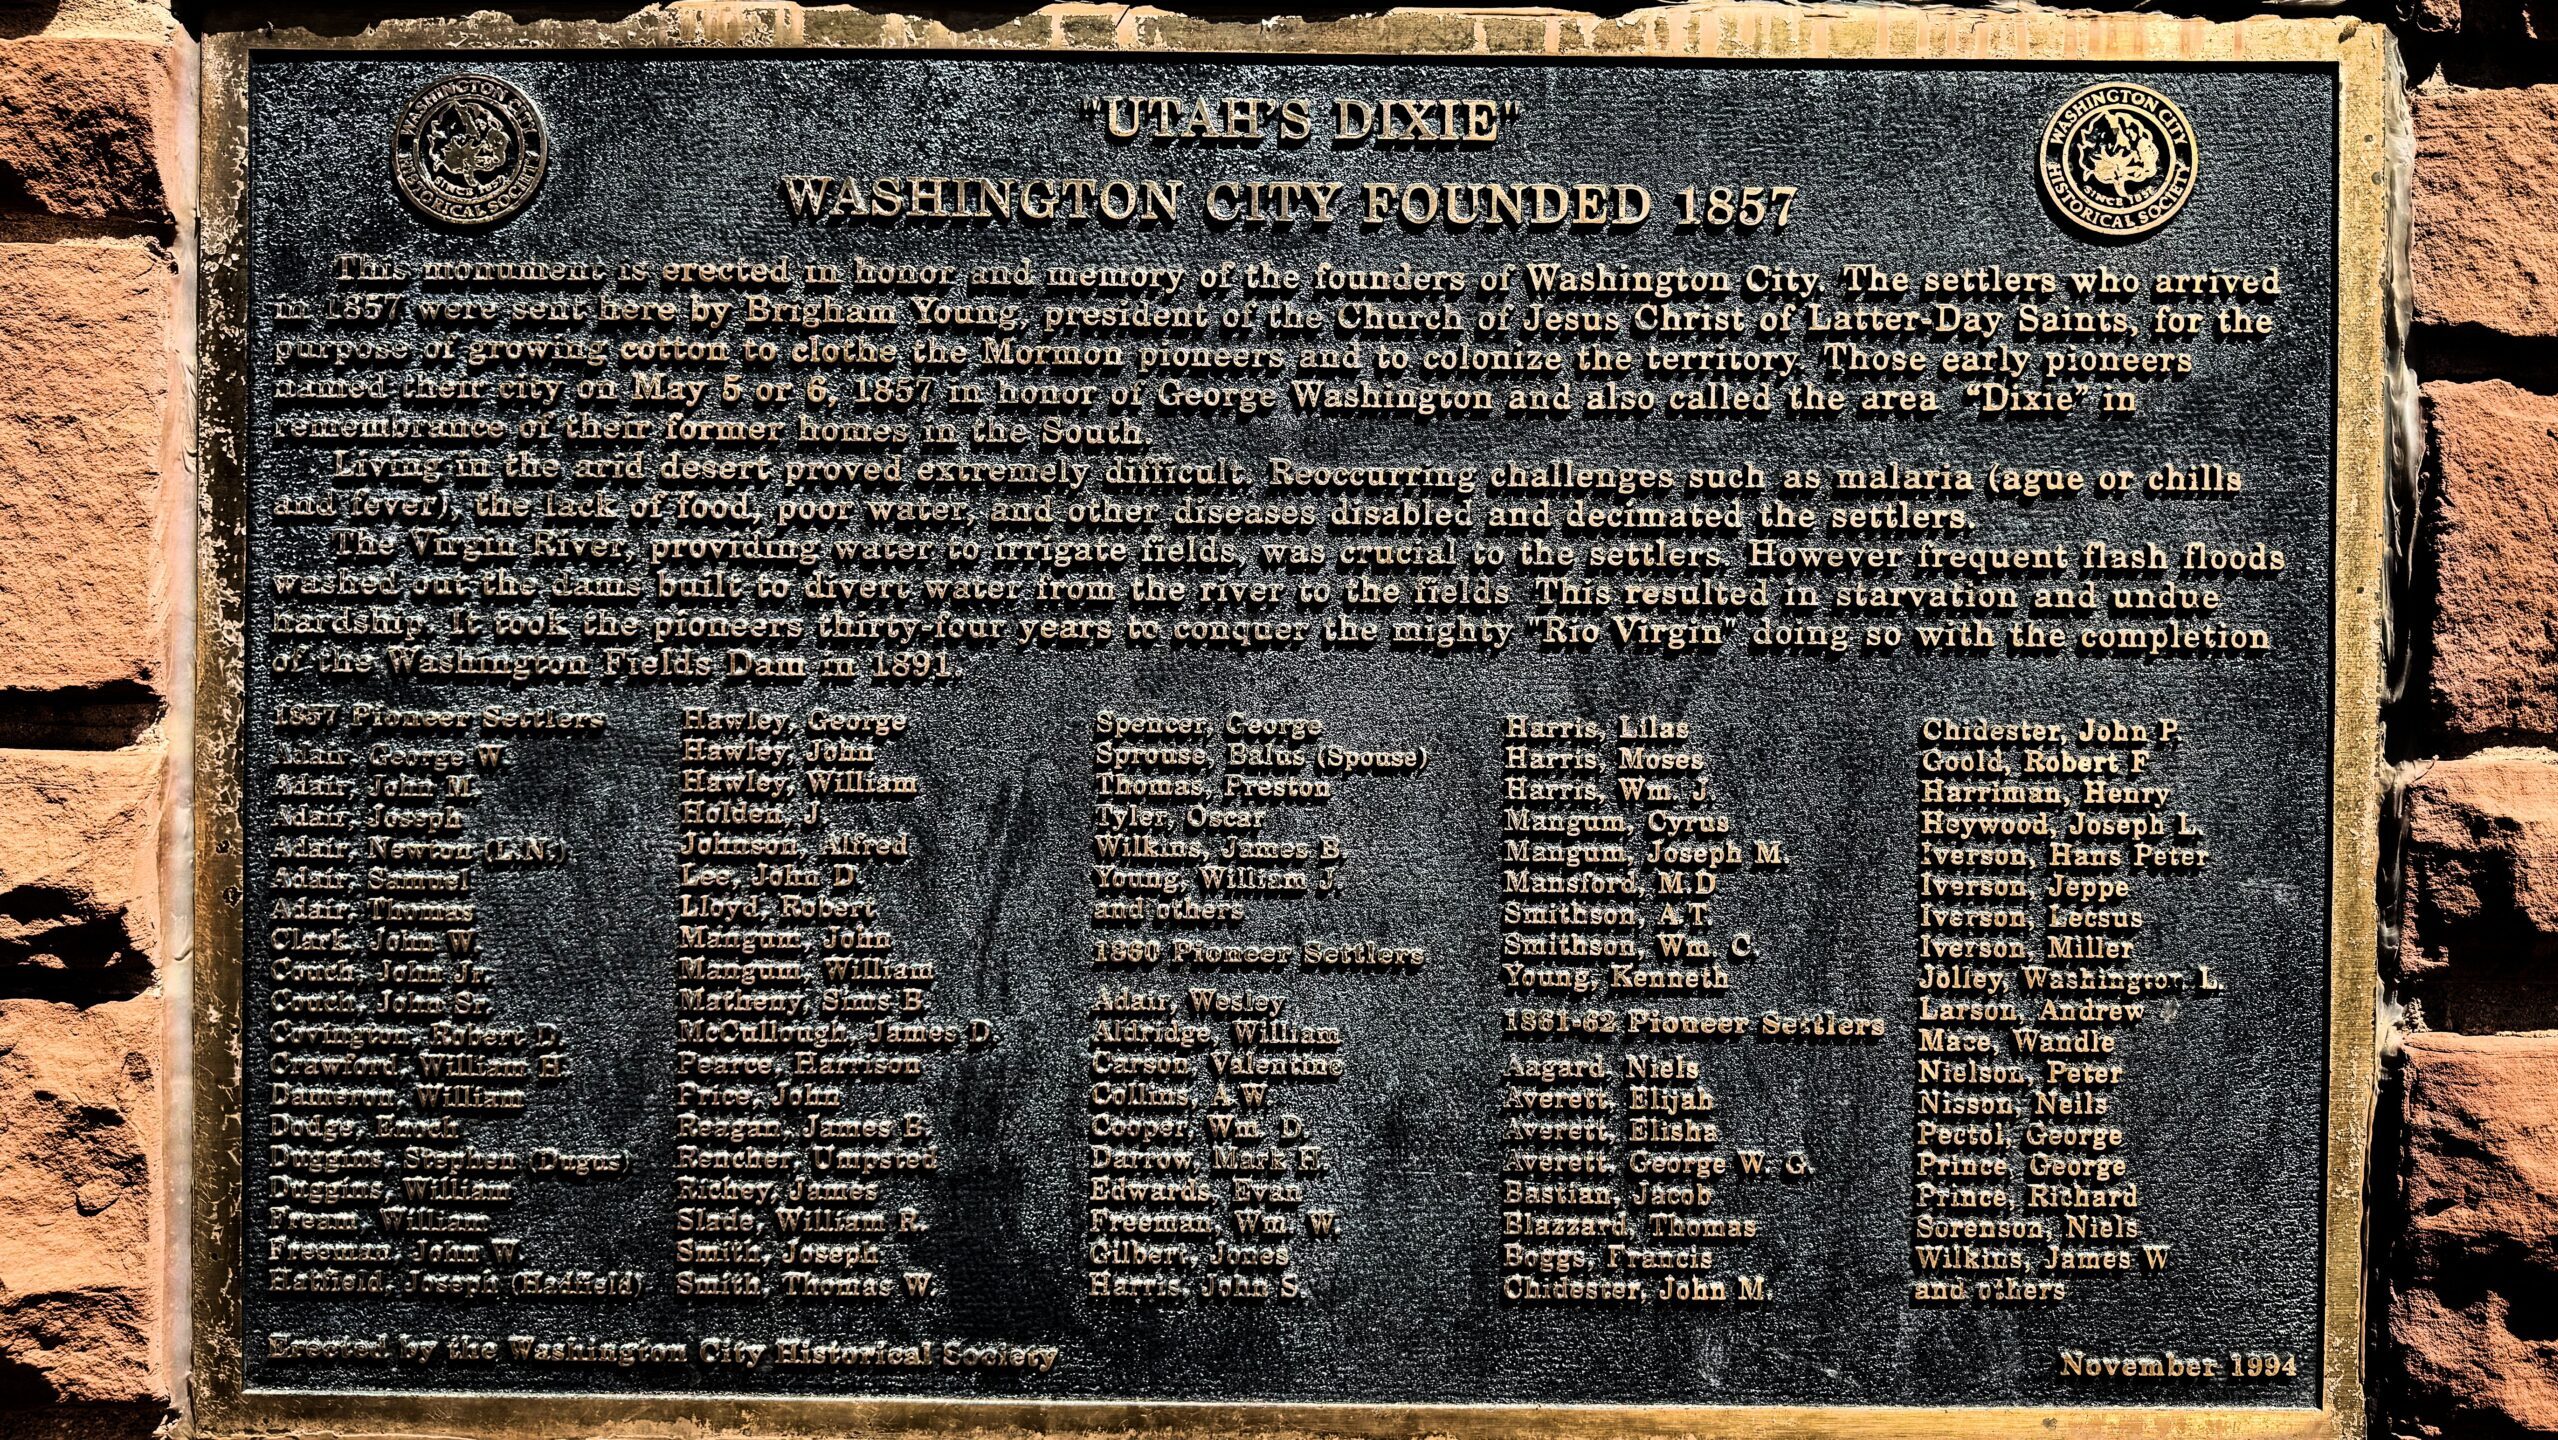 WASHINGTON CITY
HISTORICAL SOCIETY
SINCE 1857
"UTAH'S DIXIE"
WASHINGTON CITY FOUNDED 1857
WASHINGTON CITY
HISTORICAL SOCIETY
SINCE 1857
This monument is erected in honor and memory of the founders of Washington City. The settlers who arrived
in 1857 were sent here by Brigham Young, president of the Church of Jesus Christ of Latter-Day Saints, for the
purpose of growing cotton to clothe the Mormon pioneers and to colonize the territory. Those early pioneers
named their city on May 5 or 6, 1857 in honor of George Washington and also called the area "Dixie" in
remembrance of their former homes in the South.
Living in the arid desert proved extremely difficult. Reoccurring challenges such as malaria (ague or chills
and fever), the lack of food, poor water, and other diseases disabled and decimated the settlers.
The Virgin River, providing water to irrigate fields, was crucial to the settlers. However frequent flash floods
washed out the dams built to divert water from the river to the fields. This resulted in starvation and undue
hardship. It took the pioneers thirty-four years to conquer the mighty "Rio Virgin" doing so with the completion
of the Washington Fields Dam in 1891.
1857 Pioneer Settlers
Adair, George W.
Adair, John M.
Adair, Joseph
Adair, Newton (L.N.)
Adair, Samuel
Adair, Thomas
Clark, John W.
Couch, John Jr.
Couch, John Sr.
Covington, Robert D.
Crawford, William H.
Dameron, William
Dodge, Enoch
Duggins, Stephen (Dugus)
Duggins, William
Fream, William
Freeman, John W.
Hatfield, Joseph (Hadfield)
Hawley, George
Hawley, John
Hawley, William
Holden, J.
Johnson, Alfred
Lee, John D.
Lloyd, Robert
Mangum, John
Mangum, William
Matheny, Sims B.
McCullough, James D.
Pearce, Harrison
Price, John
Reagan, James B.
Rencher, Umpsted
Richey, James
Slade, William R.
Smith, Joseph
Smith, Thomas W.
Spencer, George
Sprouse, Balus (Spouse)
Thomas, Preston
Tyler, Oscar
Wilkins, James B.
Young, William J.
and others
1860 Pioneer Settlers
Adair, Wesley
Aldridge, William
Carson, Valentine
Collins, A.W.
Cooper, Wm. D.
Darrow, Mark H.
Edwards, Evan
Freeman, Wm. W.
Gilbert, Jones
Harris, John S.
Harris, Lilas
Harris, Moses
Harris, Wm. J.
Mangum, Cyrus
Mangum, Joseph M.
Mansford, M.D.
Smithson, A.T.
Smithson, Wm. C.
Young, Kenneth
1861-62 Pioneer Settlers
Aagard, Niels
Averett, Elijah
Averett, Elisha
Averett, George W. G.
Bastian, Jacob
Blazzard, Thomas
Boggs, Francis
Chidester, John M.
Chidester, John P.
Goold, Robert F.
Harriman, Henry
Heywood, Joseph L.
Iverson, Hans Peter
Iverson, Jeppe
Iverson, Lecsus
Iverson, Miller
Jolley, Washington L.
Larson, Andrew
Mace, Wandle
Nielson, Peter
Nisson, Neils
Pectol, George
Prince, George
Prince, Richard
Sorenson, Niels
Wilkins, James W
and others
Erected by the Washington City Historical Society
November 1994